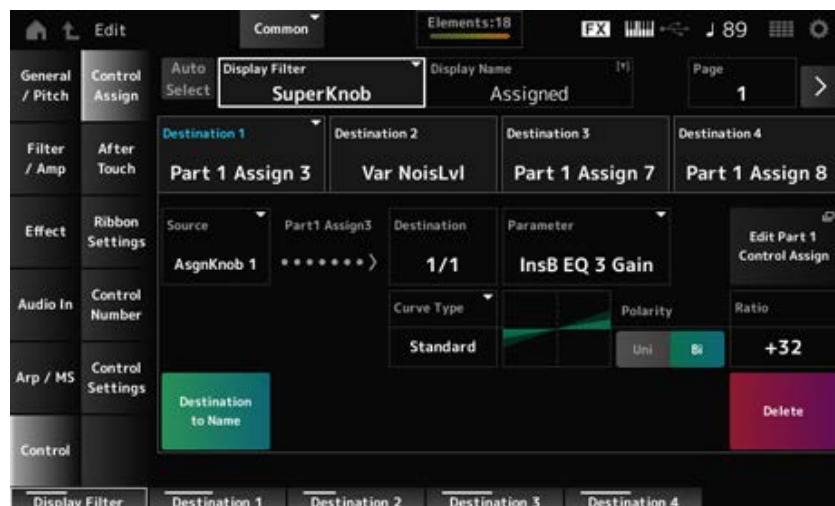 Edit
Common
Elements:18
FX
♩ 89
General / Pitch
Control Assign
Auto Select
Display Filter
SuperKnob
Display Name
Assigned
Page
1
Filter / Amp
After Touch
Destination 1
Part 1 Assign 3
Destination 2
Var NoisLvl
Destination 3
Part 1 Assign 7
Destination 4
Part 1 Assign 8
Effect
Ribbon Settings
Source
AsgnKnob 1
Part1 Assign3
Destination
1/1
Parameter
InsB EQ 3 Gain
Edit Part 1
Control Assign
Audio In
Control Number
Curve Type
Standard
Polarity
Uni
Bi
Ratio
+32
Arp / MS
Control Settings
Destination
to Name
Delete
Control
Display Filter
Destination 1
Destination 2
Destination 3
Destination 4